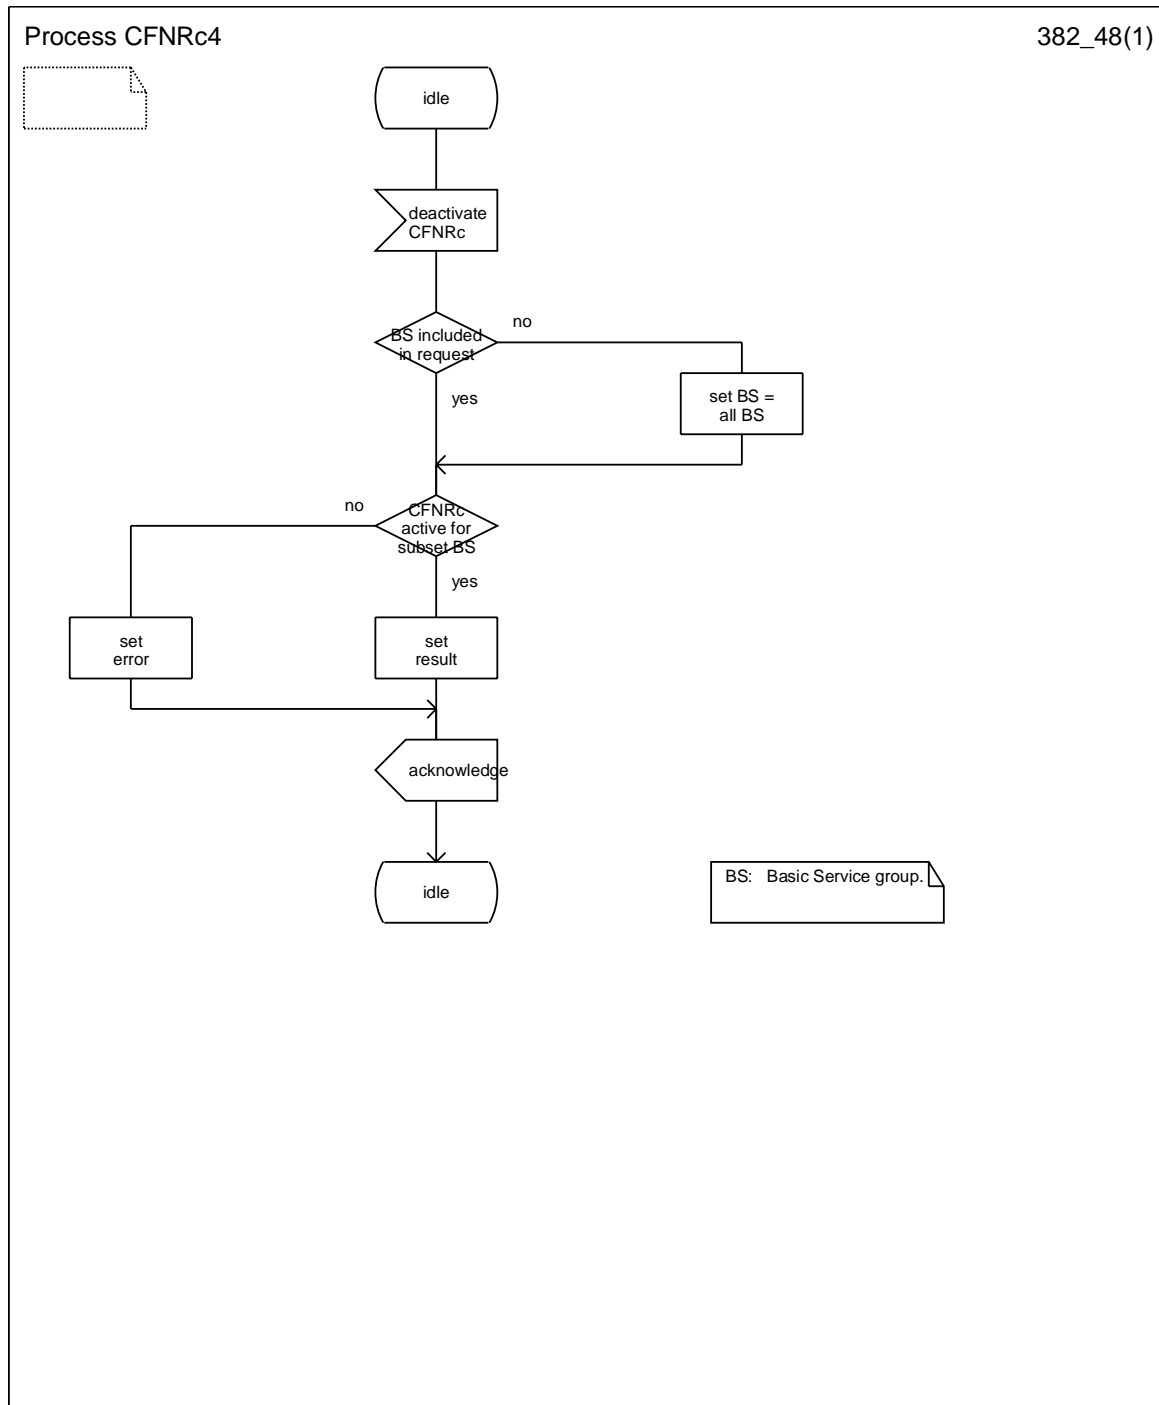 Process CFNRc4
382_48(1)
idle
deactivate
CFNRc
BS included
in request
no
yes
set BS =
all BS
no
CFNRc
active for
subset BS
yes
set
error
set
result
acknowledge
idle
BS: Basic Service group.